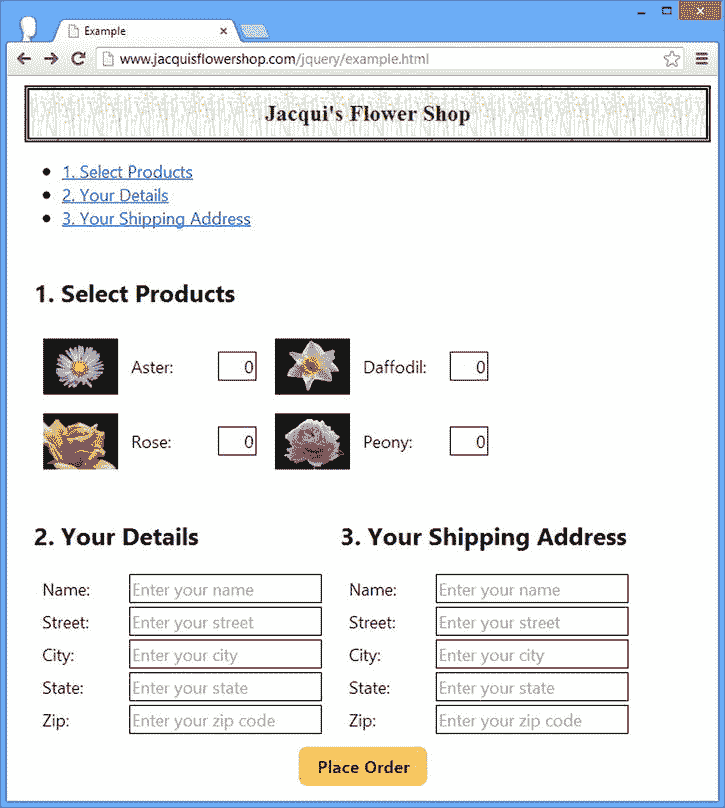 Example
www.jacquisflowershop.com/jquery/example.html
Jacqui's Flower Shop
1. Select Products
2. Your Details
3. Your Shipping Address
1. Select Products
Aster: 0 Daffodil: 0
Rose: 0 Peony: 0
2. Your Details 3. Your Shipping Address
Name: Enter your name Name: Enter your name
Street: Enter your street Street: Enter your street
City: Enter your city City: Enter your city
State: Enter your state State: Enter your state
Zip: Enter your zip code Zip: Enter your zip code
Place Order